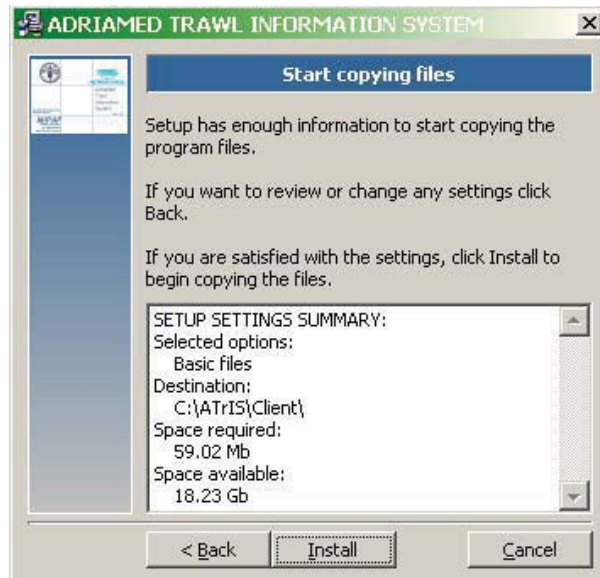 ADRIAMED TRAWL INFORMATION SYSTEM
Start copying files
Setup has enough information to start copying the
program files.
If you want to review or change any settings click
Back.
If you are satisfied with the settings, click Install to
begin copying the files.
SETUP SETTINGS SUMMARY:
Selected options:
Basic files
Destination:
C:\ATrIS\Client\
Space required:
59.02 Mb
Space available:
18.23 Gb
< Back Install Cancel